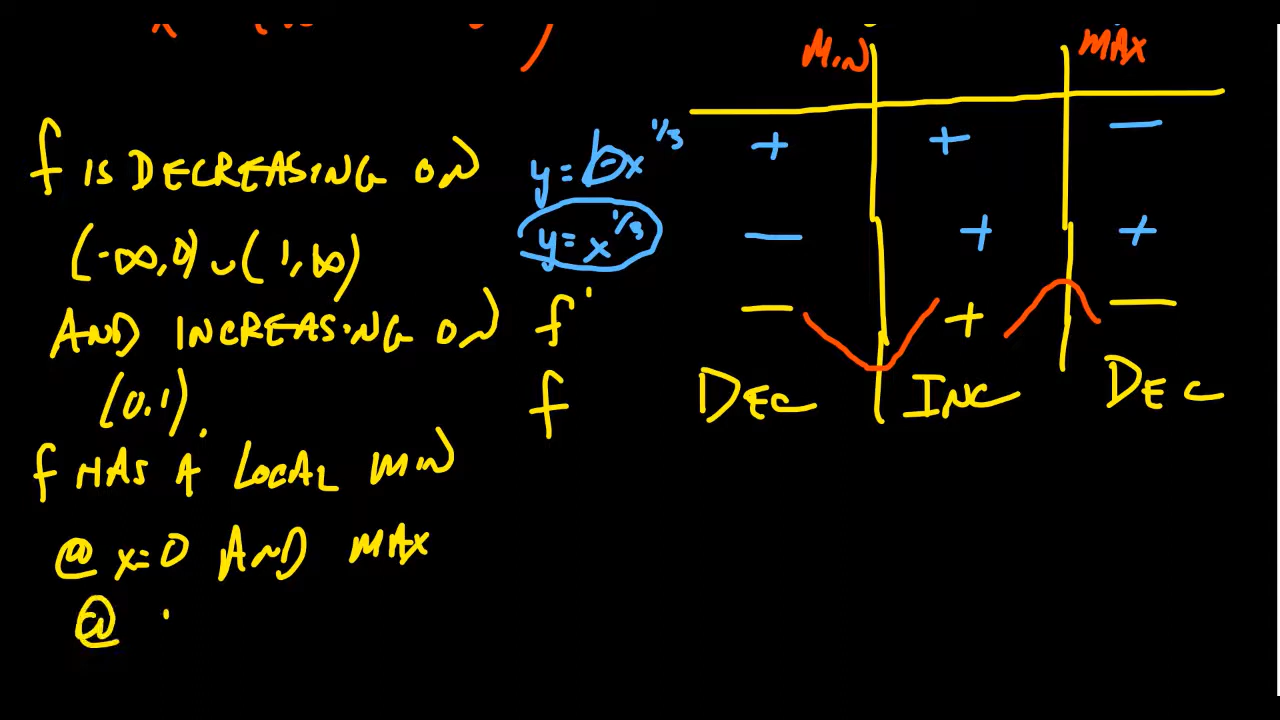 MIN MAX
+ + −
f IS DECREASING ON
(-∞,0) ∪ (1,∞)
AND INCREASING ON
(0,1).
f HAS A LOCAL MIN
@ x=0 AND MAX
@
y = x^1/3
y = x^1/3
− + +
f' − + −
f DEC INC DEC